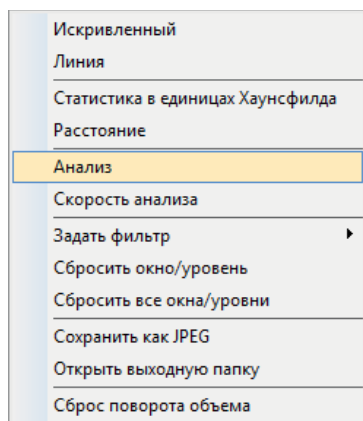 Искривленный
Линия
Статистика в единицах Хаунсфилда
Расстояние
Анализ
Скорость анализа
Задать фильтр
Сбросить окно/уровень
Сбросить все окна/уровни
Сохранить как JPEG
Открыть выходную папку
Сброс поворота объема